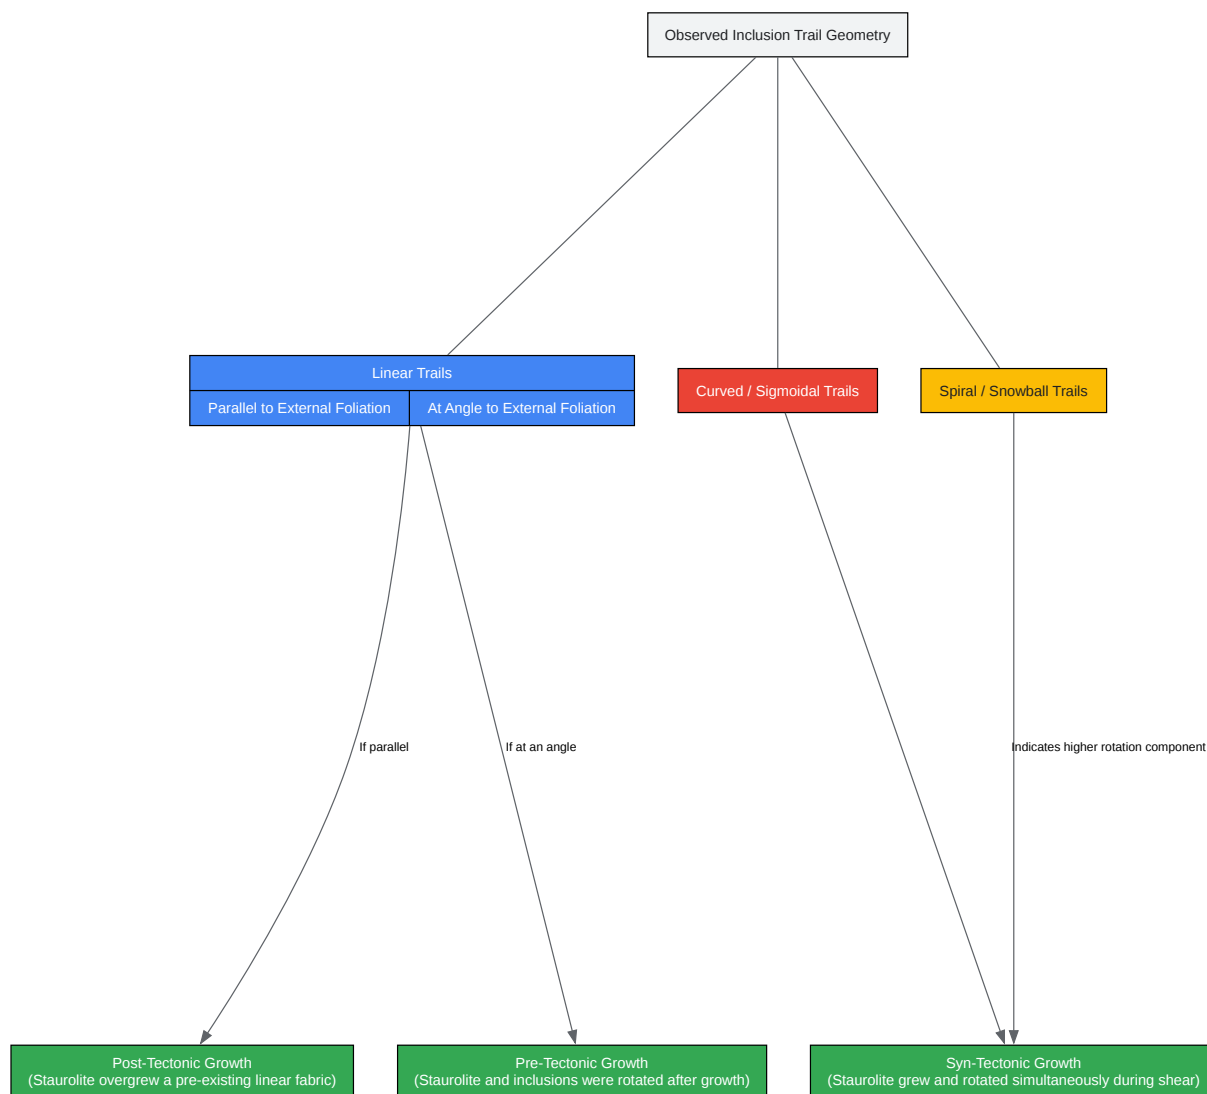 Observed Inclusion Trail Geometry
Linear Trails
Parallel to External Foliation
At Angle to External Foliation
Curved / Sigmoidal Trails
Spiral / Snowball Trails
If parallel
If at an angle
Indicates higher rotation component
Post-Tectonic Growth
(Staurolite overgrew a pre-existing linear fabric)
Pre-Tectonic Growth
(Staurolite and inclusions were rotated after growth)
Syn-Tectonic Growth
(Staurolite grew and rotated simultaneously during shear)